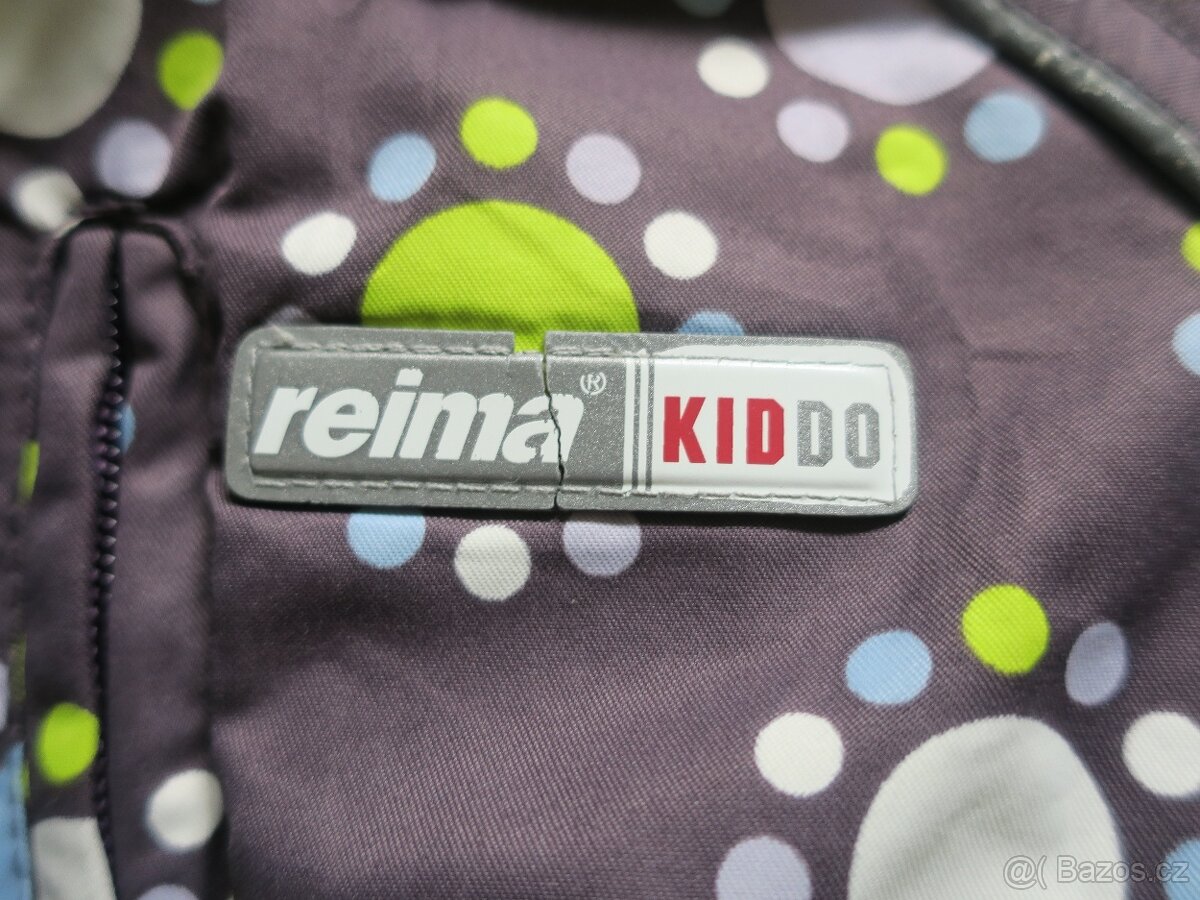 reima® KIDDO
@( Bazos.cz